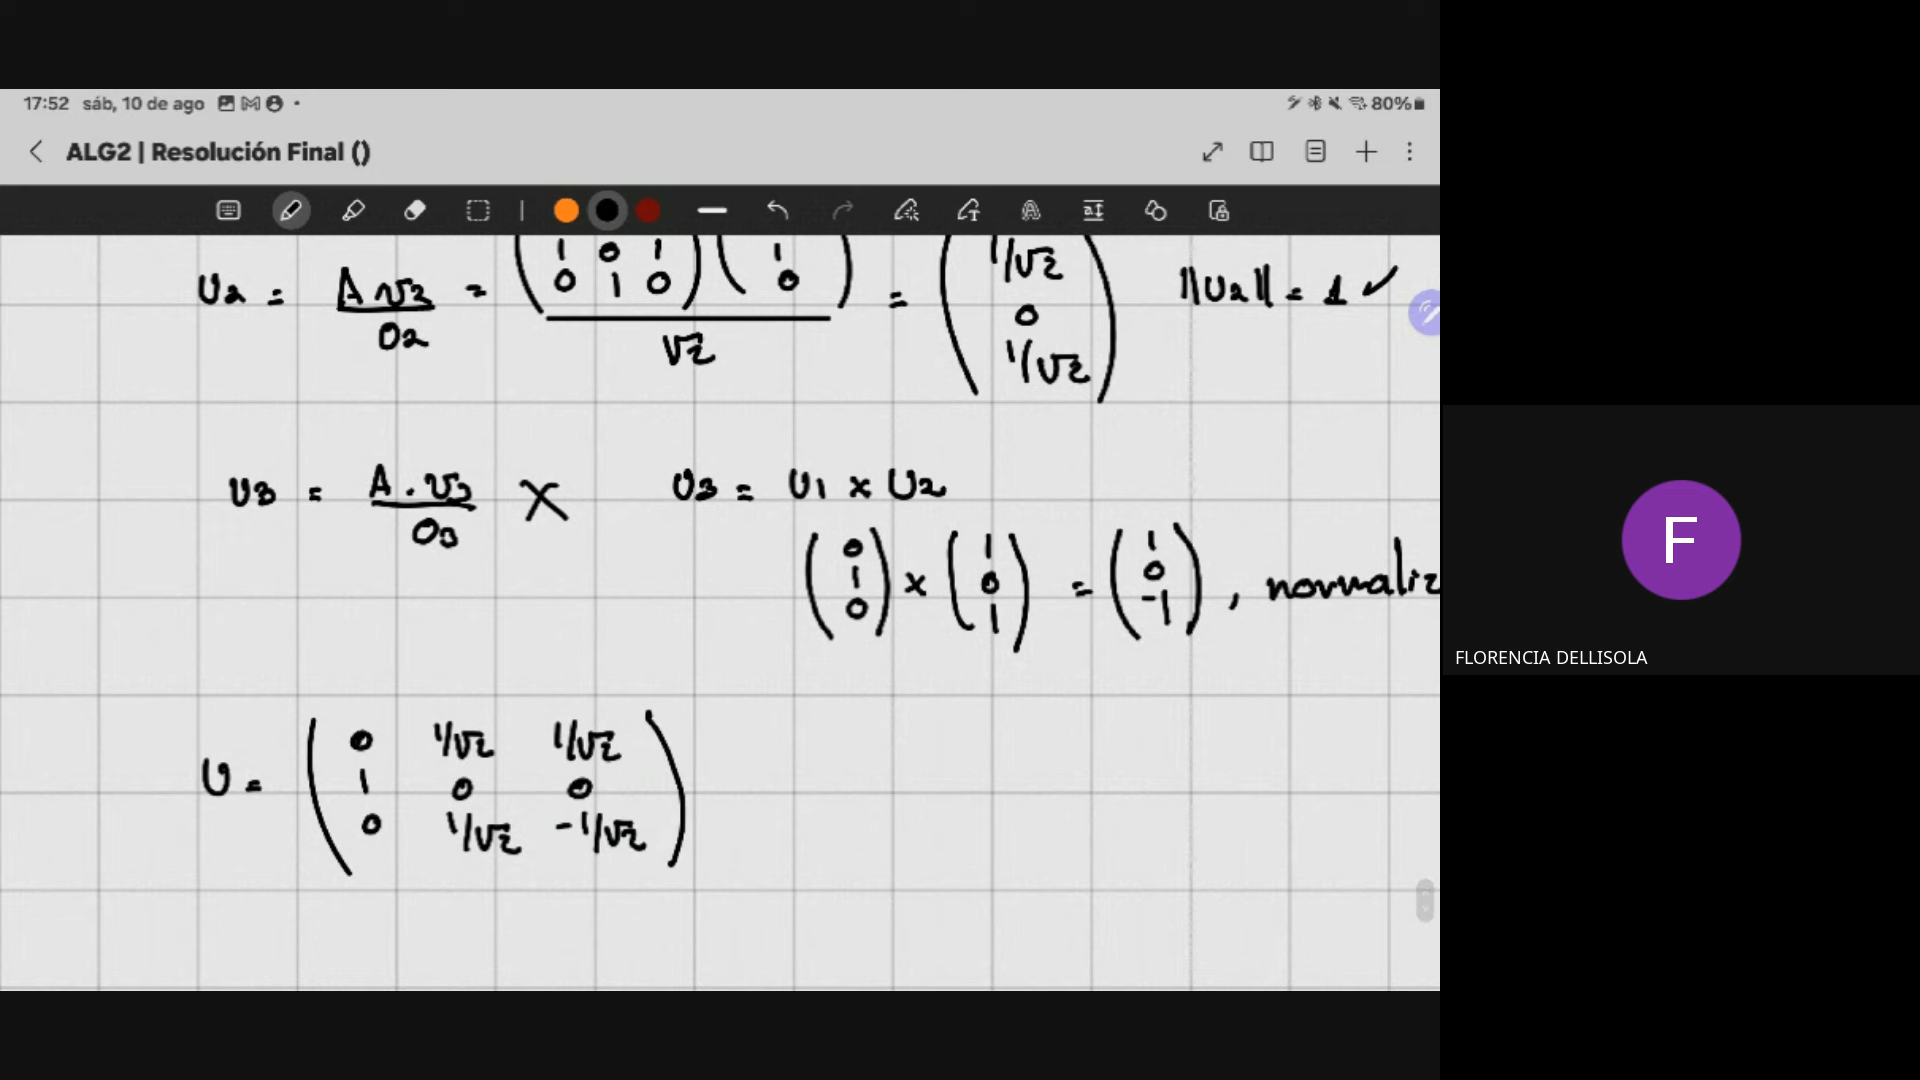 17:52 sáb, 10 de ago 80%
ALG2 | Resolución Final ()
1 0 1 1 1/√2
U2 = A v2 = 0 1 0 0 = 0 ||U2|| = 1 ✓
σ2 √2 1/√2
U3 = A . v3 X U3 = U1 x U2
σ3
0 1 1
1 x 0 = 0 , normaliz
0 1 -1
FLORENCIA DELLISOLA
F
0 1/√2 1/√2
U = 1 0 0
0 1/√2 -1/√2